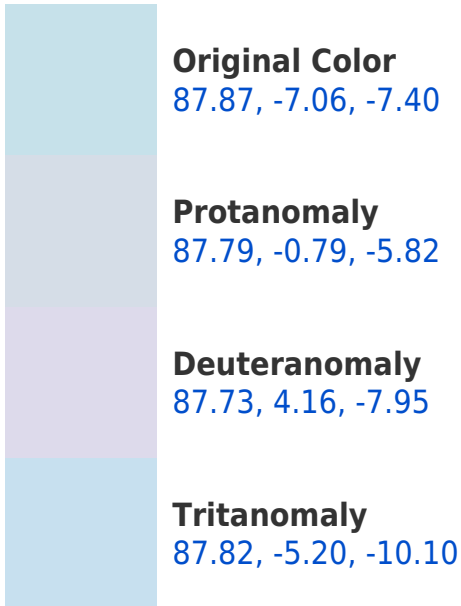 Original Color
87.87, -7.06, -7.40
Protanomaly
87.79, -0.79, -5.82
Deuteranomaly
87.73, 4.16, -7.95
Tritanomaly
87.82, -5.20, -10.10